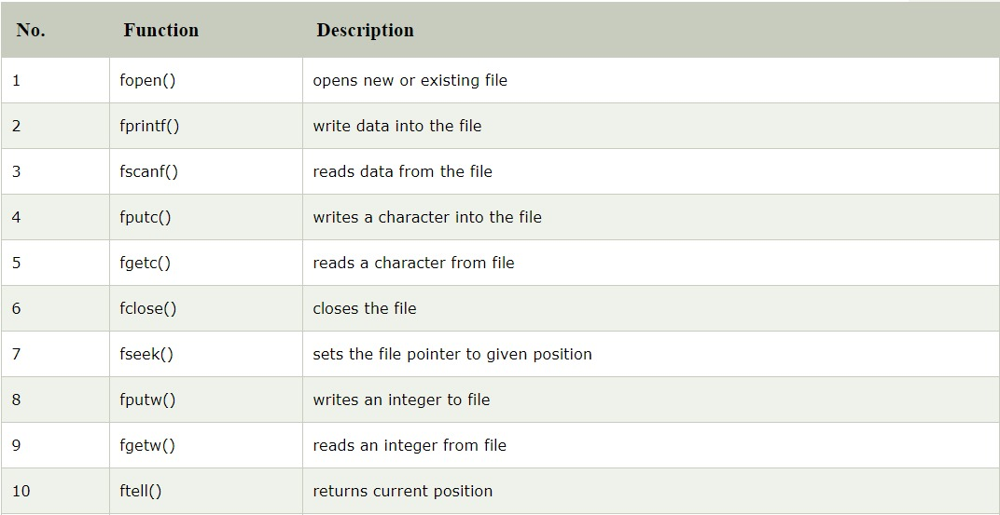 No. Function Description
1 fopen() opens new or existing file
2 fprintf() write data into the file
3 fscanf() reads data from the file
4 fputc() writes a character into the file
5 fgetc() reads a character from file
6 fclose() closes the file
7 fseek() sets the file pointer to given position
8 fputw() writes an integer to file
9 fgetw() reads an integer from file
10 ftell() returns current position